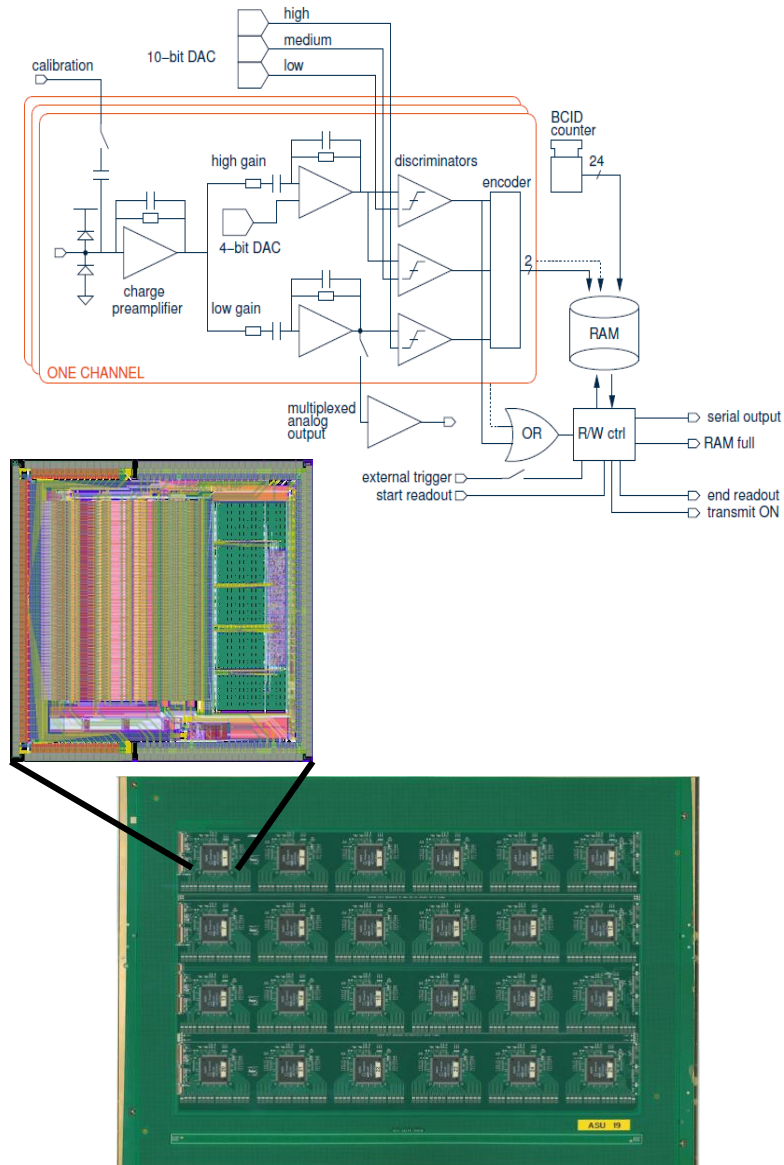 high
10-bit DAC
medium
low
calibration
BCID
counter
24
high gain
discriminators
encoder
4-bit DAC
2
charge
preamplifier
low gain
RAM
ONE CHANNEL
multiplexed
analog
output
OR
R/W ctrl
serial output
RAM full
external trigger
start readout
end readout
transmit ON
ASU 19